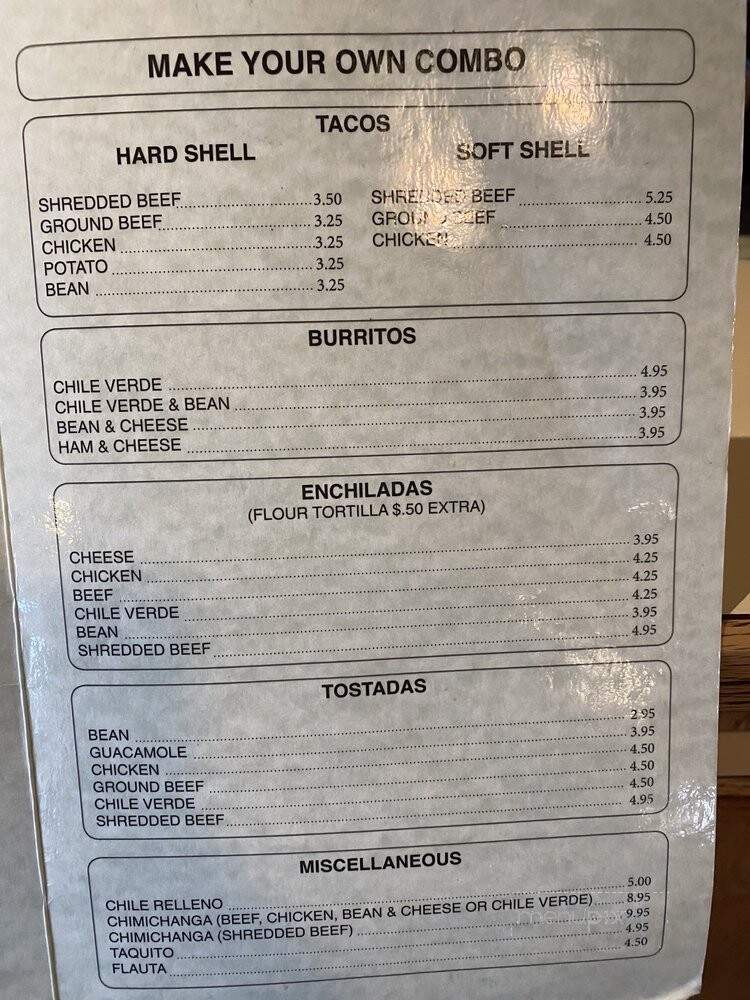 MAKE YOUR OWN COMBO
TACOS
HARD SHELL
SHREDDED BEEF 3.50
GROUND BEEF 3.25
CHICKEN 3.25
POTATO 3.25
BEAN 3.25
SOFT SHELL
SHREDDED BEEF 5.25
GROUND BEEF 4.50
CHICKEN 4.50
BURRITOS
CHILE VERDE 4.95
CHILE VERDE & BEAN 3.95
BEAN & CHEESE 3.95
HAM & CHEESE 3.95
ENCHILADAS
(FLOUR TORTILLA $.50 EXTRA)
CHEESE 3.95
CHICKEN 4.25
BEEF 4.25
CHILE VERDE 4.25
BEAN 3.95
SHREDDED BEEF 4.95
TOSTADAS
BEAN 2.95
GUACAMOLE 3.95
CHICKEN 4.50
GROUND BEEF 4.50
CHILE VERDE 4.50
SHREDDED BEEF 4.95
MISCELLANEOUS
CHILE RELLENO 5.00
CHIMICHANGA (BEEF, CHICKEN, BEAN & CHEESE OR CHILE VERDE) 8.95
CHIMICHANGA (SHREDDED BEEF) 9.95
TAQUITO 4.95
FLAUTA 4.50